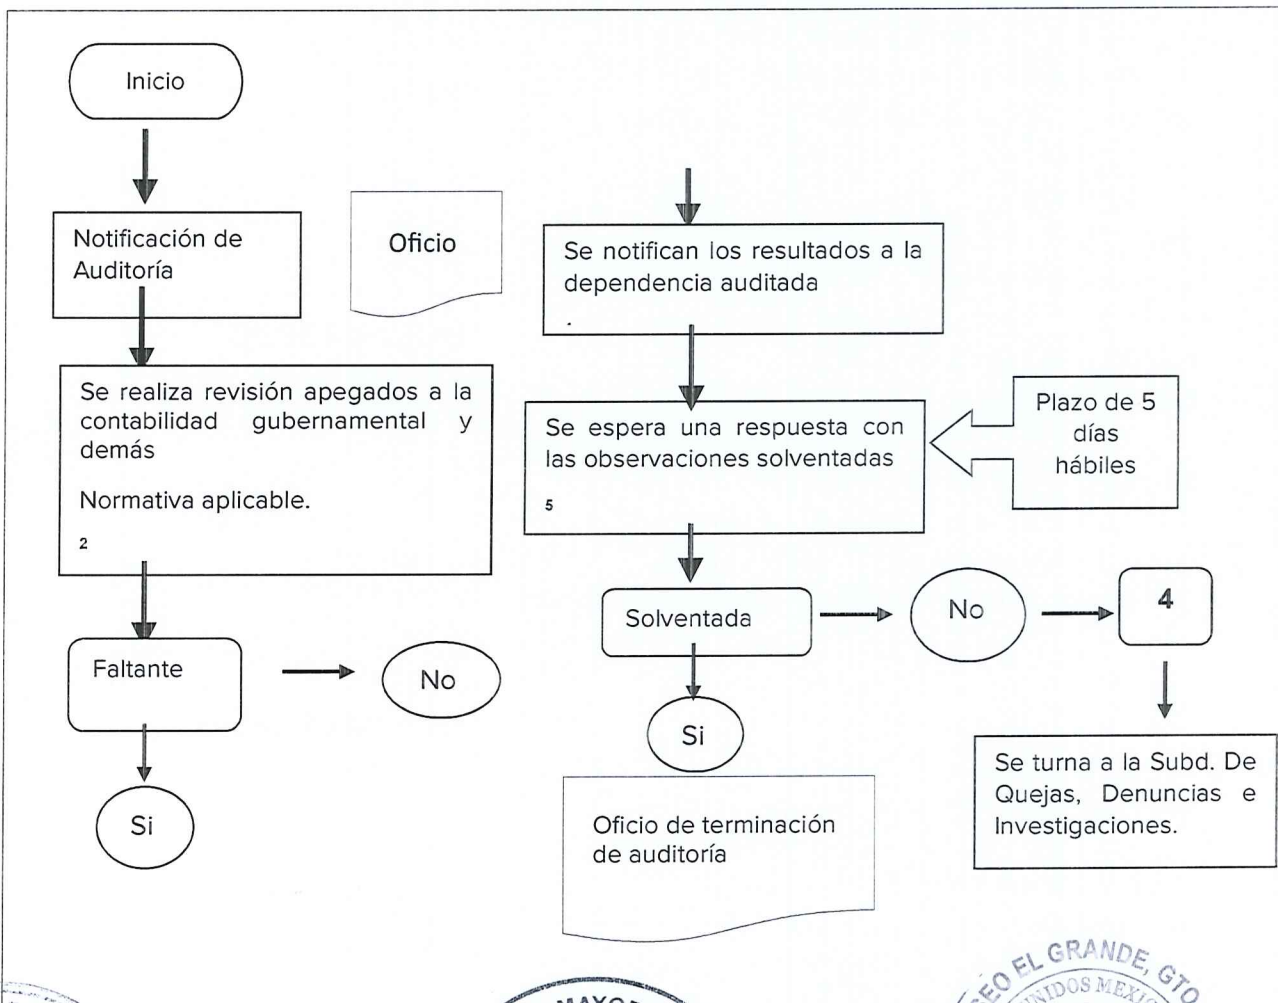 Inicio
Notificación de
Auditoría
Oficio
Se realiza revisión apegados a la
contabilidad gubernamental y
demás
Normativa aplicable.
2
Faltante
No
Si
Se notifican los resultados a la
dependencia auditada
Se espera una respuesta con
las observaciones solventadas
5
Plazo de 5
días
hábiles
Solventada
No
4
Si
Se turna a la Subd. De
Quejas, Denuncias e
Investigaciones.
Oficio de terminación
de auditoría
EL GRANDE, GTO